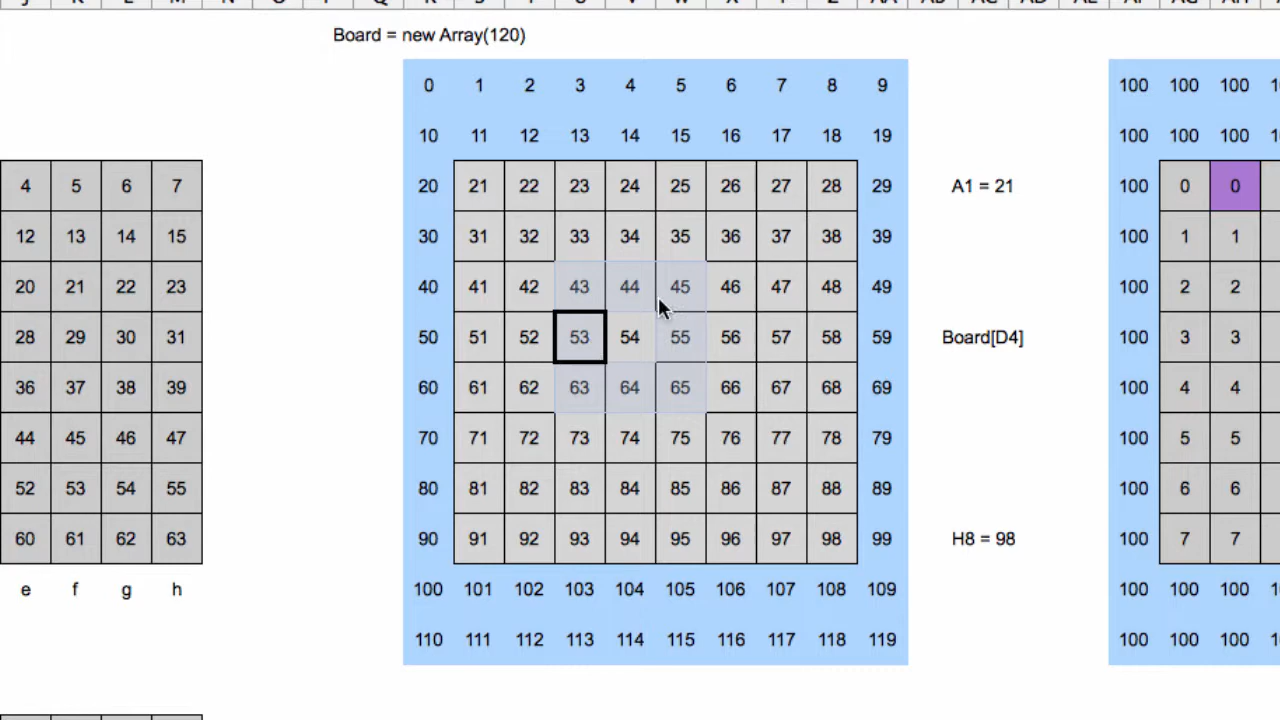 Board = new Array(120)
0 1 2 3 4 5 6 7 8 9 100 100 100
10 11 12 13 14 15 16 17 18 19 100 100 100
4 5 6 7 20 21 22 23 24 25 26 27 28 29 A1 = 21 100 0 0
12 13 14 15 30 31 32 33 34 35 36 37 38 39 100 1 1
20 21 22 23 40 41 42 43 44 45 46 47 48 49 100 2 2
28 29 30 31 50 51 52 53 54 55 56 57 58 59 Board[D4] 100 3 3
36 37 38 39 60 61 62 63 64 65 66 67 68 69 100 4 4
44 45 46 47 70 71 72 73 74 75 76 77 78 79 100 5 5
52 53 54 55 80 81 82 83 84 85 86 87 88 89 100 6 6
60 61 62 63 90 91 92 93 94 95 96 97 98 99 H8 = 98 100 7 7
e f g h 100 101 102 103 104 105 106 107 108 109 100 100 100
110 111 112 113 114 115 116 117 118 119 100 100 100